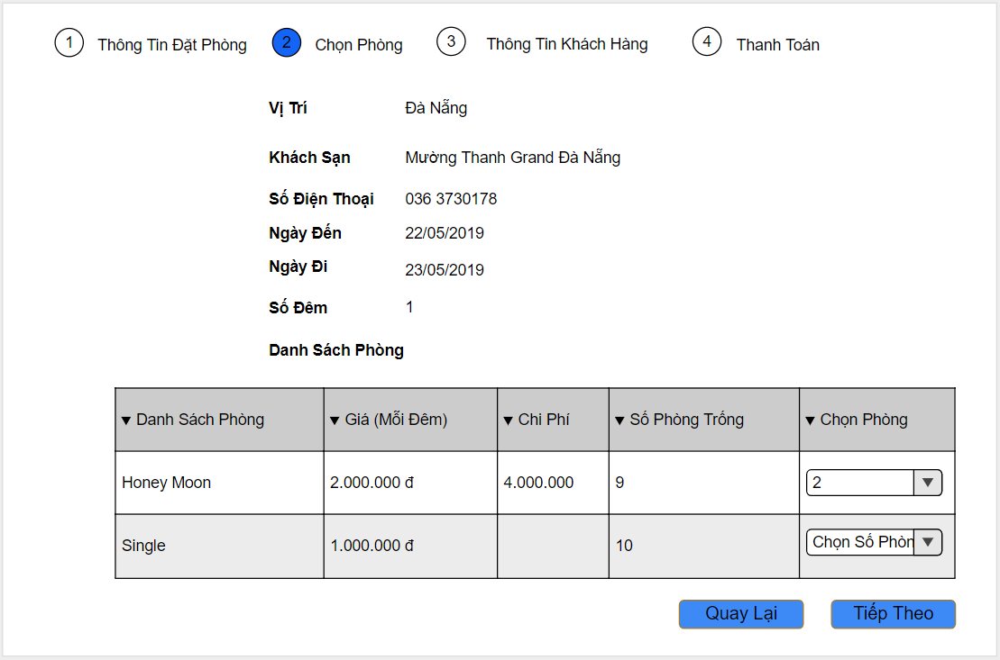 1 Thông Tin Đặt Phòng 2 Chọn Phòng 3 Thông Tin Khách Hàng 4 Thanh Toán
Vị Trí Đà Nẵng
Khách Sạn Mường Thanh Grand Đà Nẵng
Số Điện Thoại 036 3730178
Ngày Đến 22/05/2019
Ngày Đi 23/05/2019
Số Đêm 1
Danh Sách Phòng
Danh Sách Phòng Giá (Mỗi Đêm) Chi Phí Số Phòng Trống Chọn Phòng
Honey Moon 2.000.000 đ 4.000.000 9 2
Single 1.000.000 đ 10 Chọn Số Phòn
Quay Lại Tiếp Theo